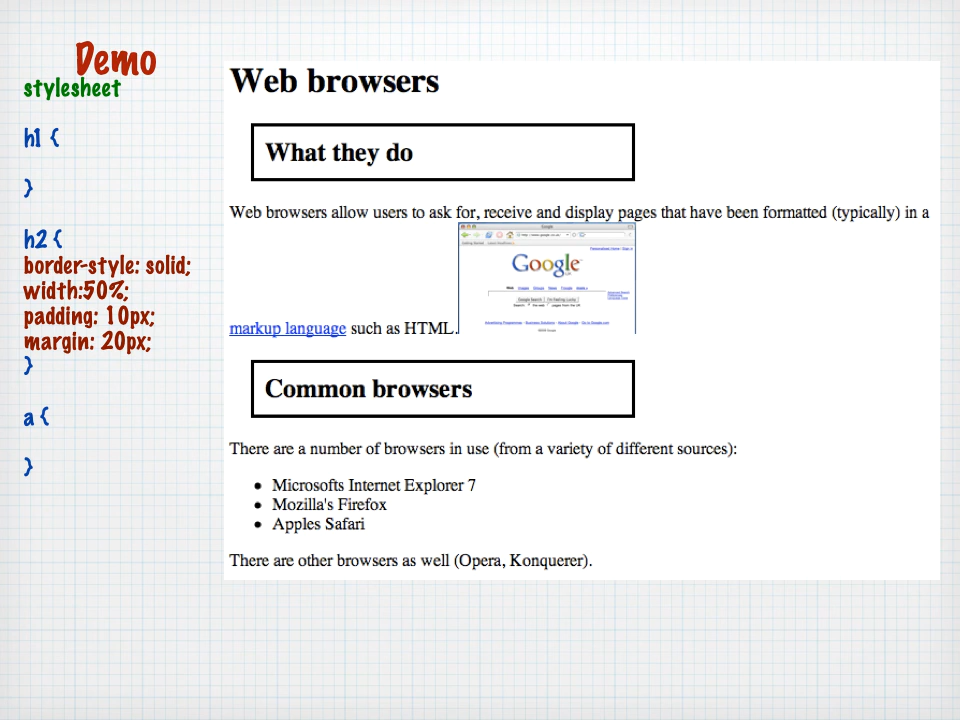 Demo
stylesheet
h1 {
}
h2 {
border-style: solid;
width:50%;
padding: 10px;
margin: 20px;
}
a {
}
Web browsers
What they do
Web browsers allow users to ask for, receive and display pages that have been formatted (typically) in a
Google
markup language such as HTML.
Common browsers
There are a number of browsers in use (from a variety of different sources):
• Microsofts Internet Explorer 7
• Mozilla's Firefox
• Apples Safari
There are other browsers as well (Opera, Konquerer).